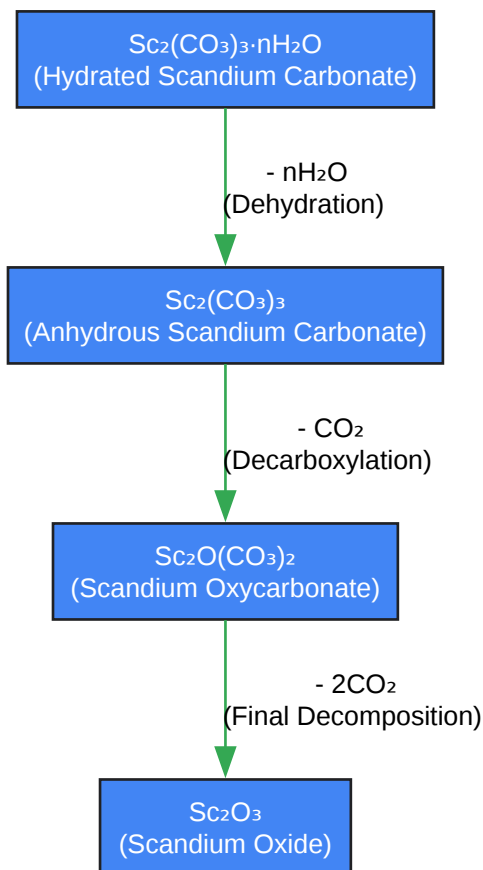 Sc₂(CO₃)₃·nH₂O
(Hydrated Scandium Carbonate)
- nH₂O
(Dehydration)
Sc₂(CO₃)₃
(Anhydrous Scandium Carbonate)
- CO₂
(Decarboxylation)
Sc₂O(CO₃)₂
(Scandium Oxycarbonate)
- 2CO₂
(Final Decomposition)
Sc₂O₃
(Scandium Oxide)